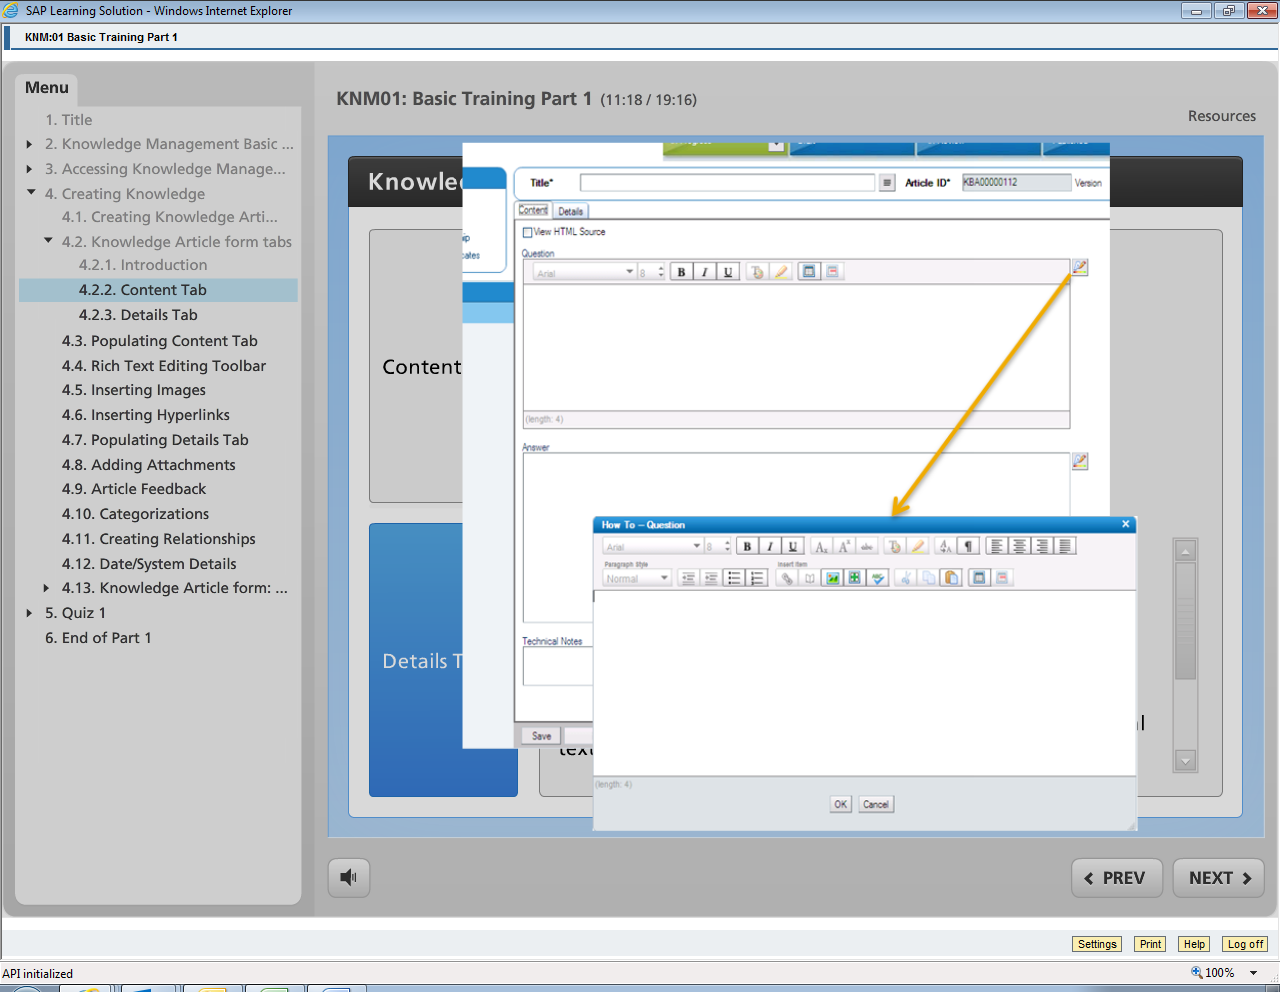 SAP Learning Solution - Windows Internet Explorer
KNM:01 Basic Training Part 1
Menu
1. Title
2. Knowledge Management Basic ...
3. Accessing Knowledge Manage...
4. Creating Knowledge
4.1. Creating Knowledge Arti...
4.2. Knowledge Article form tabs
4.2.1. Introduction
4.2.2. Content Tab
4.2.3. Details Tab
4.3. Populating Content Tab
4.4. Rich Text Editing Toolbar
4.5. Inserting Images
4.6. Inserting Hyperlinks
4.7. Populating Details Tab
4.8. Adding Attachments
4.9. Article Feedback
4.10. Categorizations
4.11. Creating Relationships
4.12. Date/System Details
4.13. Knowledge Article form: ...
5. Quiz 1
6. End of Part 1
KNM01: Basic Training Part 1 (11:18 / 19:16)
Resources
Knowle
Title* Article ID* KBA00000112 Version
Content Details
View HTML Source
Question
Arial 8 B I U
(length: 4)
Content
Answer
How To – Question
Arial 8 B I U
Paragraph Style Insert Item
Normal
Technical Notes
Details T
Save
(length: 4)
OK Cancel
PREV NEXT
Settings Print Help Log off
API initialized 100%